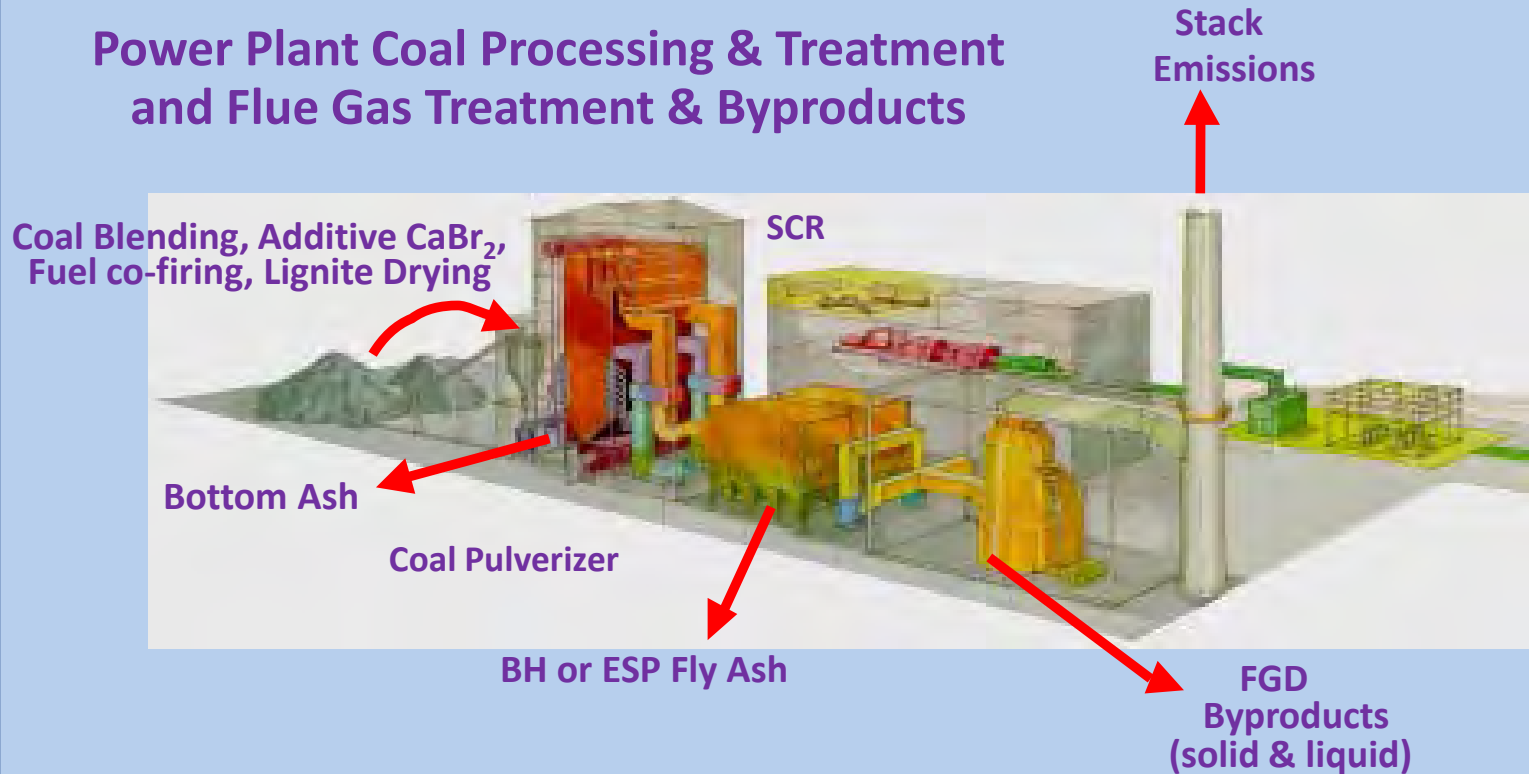 Power Plant Coal Processing & Treatment
and Flue Gas Treatment & Byproducts
Stack
Emissions
Coal Blending, Additive CaBr₂,
Fuel co-firing, Lignite Drying
SCR
Bottom Ash
Coal Pulverizer
BH or ESP Fly Ash
FGD
Byproducts
(solid & liquid)